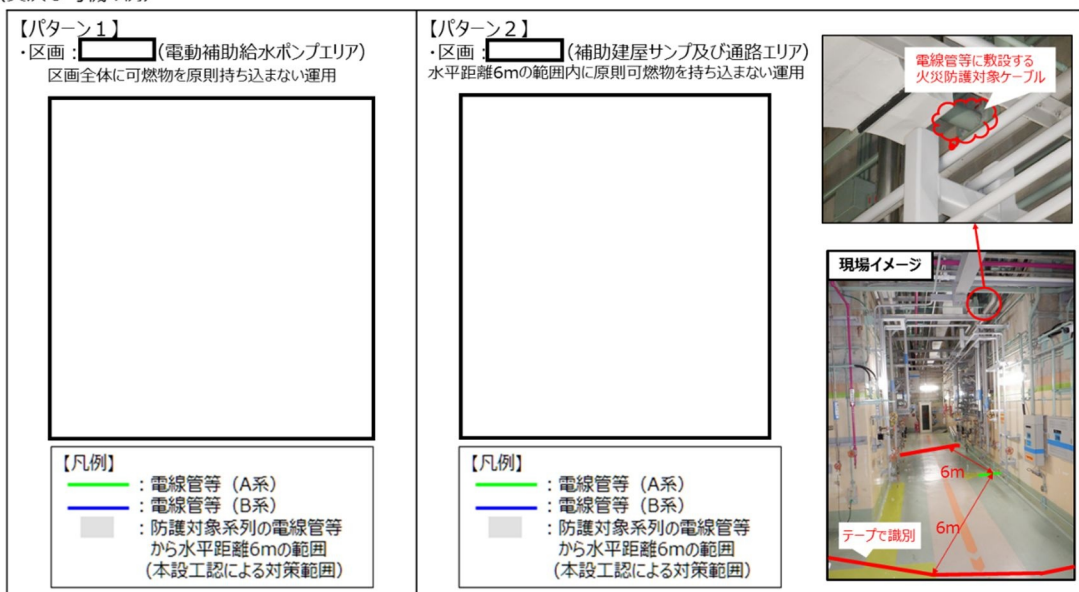 【パターン1】
・区画：(電動補助給水ポンプエリア)
区画全体に可燃物を原則持ち込まない運用
【凡例】
：電線管等（A系）
：電線管等（B系）
：防護対象系列の電線管等
から水平距離6mの範囲
（本設工認による対策範囲）
【パターン2】
・区画：(補助建屋サンプ及び通路エリア)
水平距離6mの範囲内に原則可燃物を持ち込まない運用
【凡例】
：電線管等（A系）
：電線管等（B系）
：防護対象系列の電線管等
から水平距離6mの範囲
（本設工認による対策範囲）
電線管等に敷設する
火災防護対象ケーブル
現場イメージ
6m
6m
テープで識別